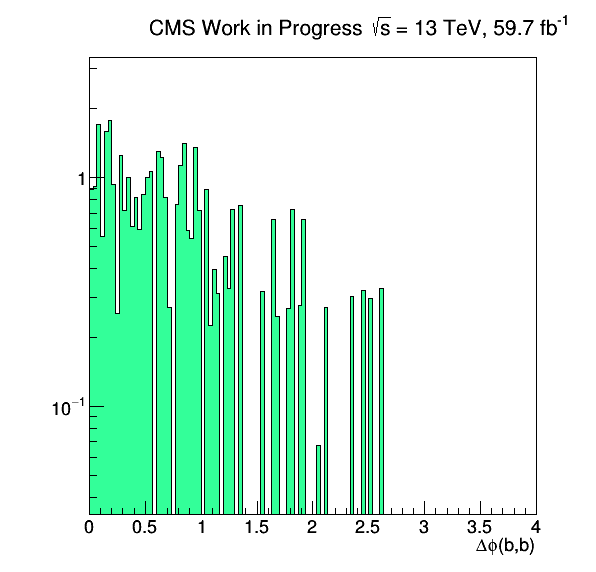 CMS Work in Progress √s = 13 TeV, 59.7 fb⁻¹
1
10⁻¹
0 0.5 1 1.5 2 2.5 3 3.5 4
Δϕ(b,b)